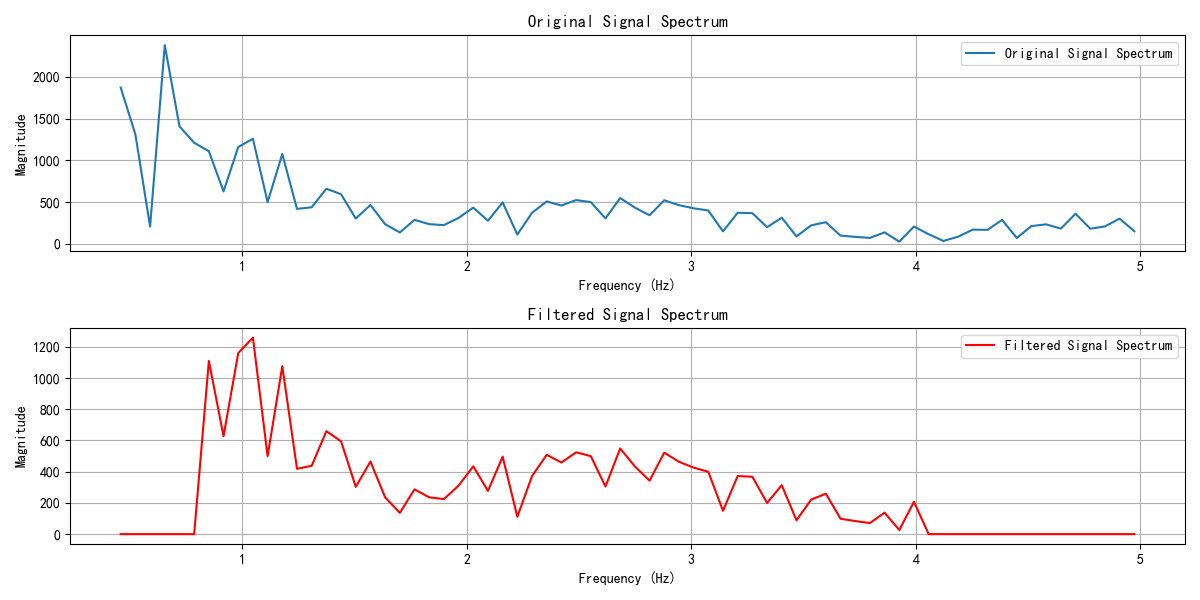 Original Signal Spectrum
Original Signal Spectrum
2000
1500
1000
500
0
Magnitude
1 2 3 4 5
Frequency (Hz)
Filtered Signal Spectrum
Filtered Signal Spectrum
1200
1000
800
600
400
200
0
Magnitude
1 2 3 4 5
Frequency (Hz)